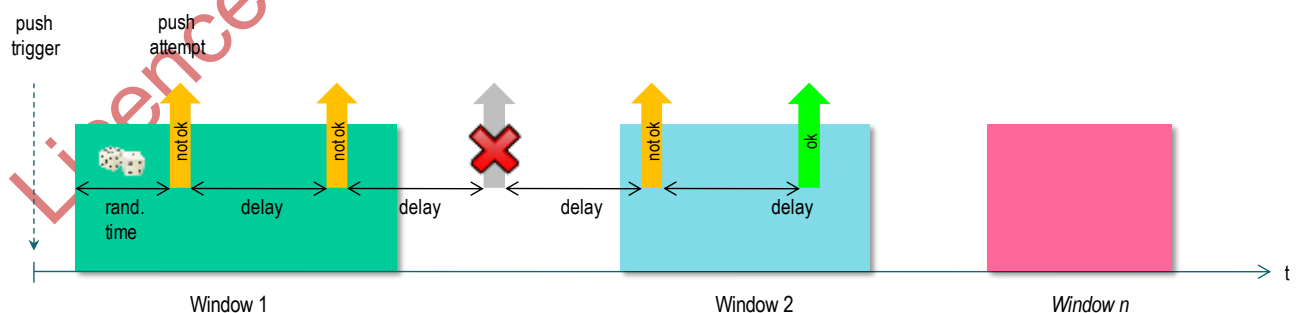 push
trigger
push
attempt
Licence
not ok
not ok
not ok
ok
rand.
time
delay
delay
delay
delay
t
Window 1
Window 2
Window n